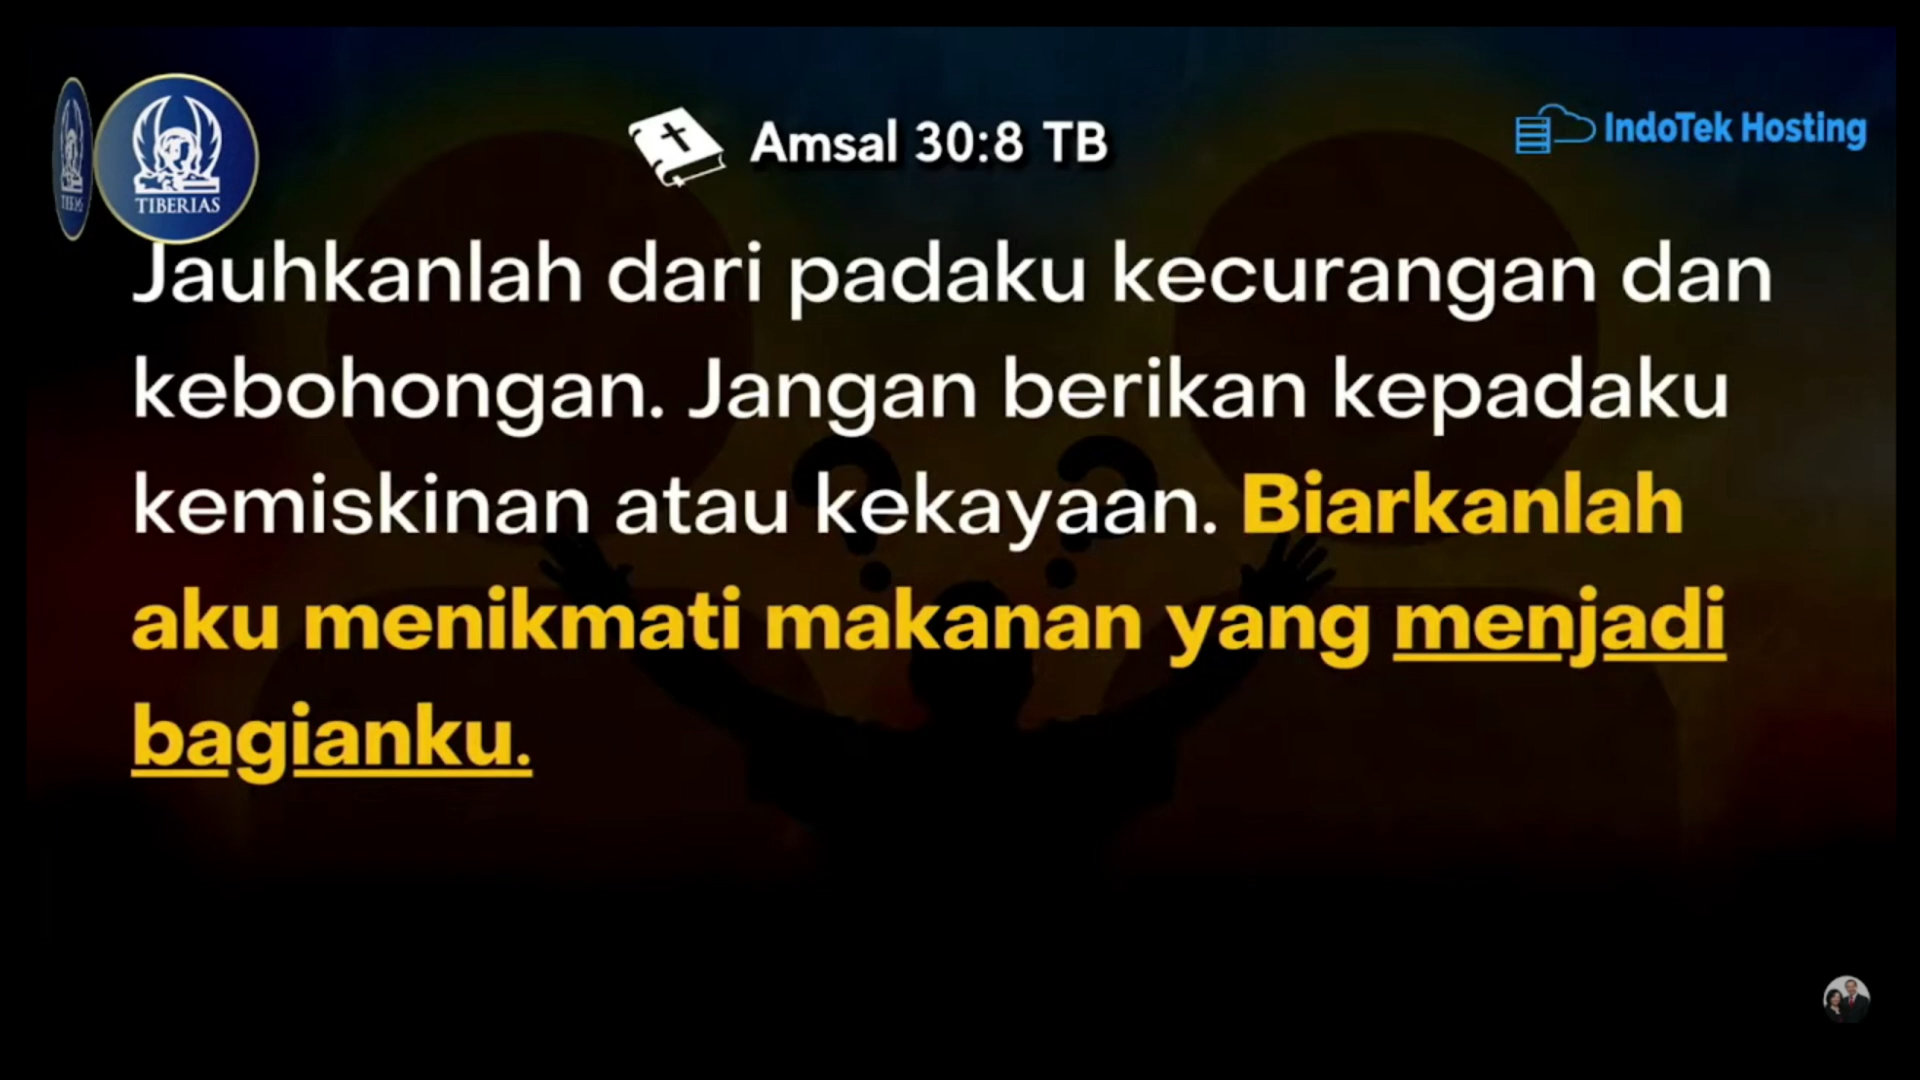 TIBERIAS
Amsal 30:8 TB
IndoTek Hosting
Jauhkanlah dari padaku kecurangan dan
kebohongan. Jangan berikan kepadaku
kemiskinan atau kekayaan. Biarkanlah
aku menikmati makanan yang menjadi
bagianku.